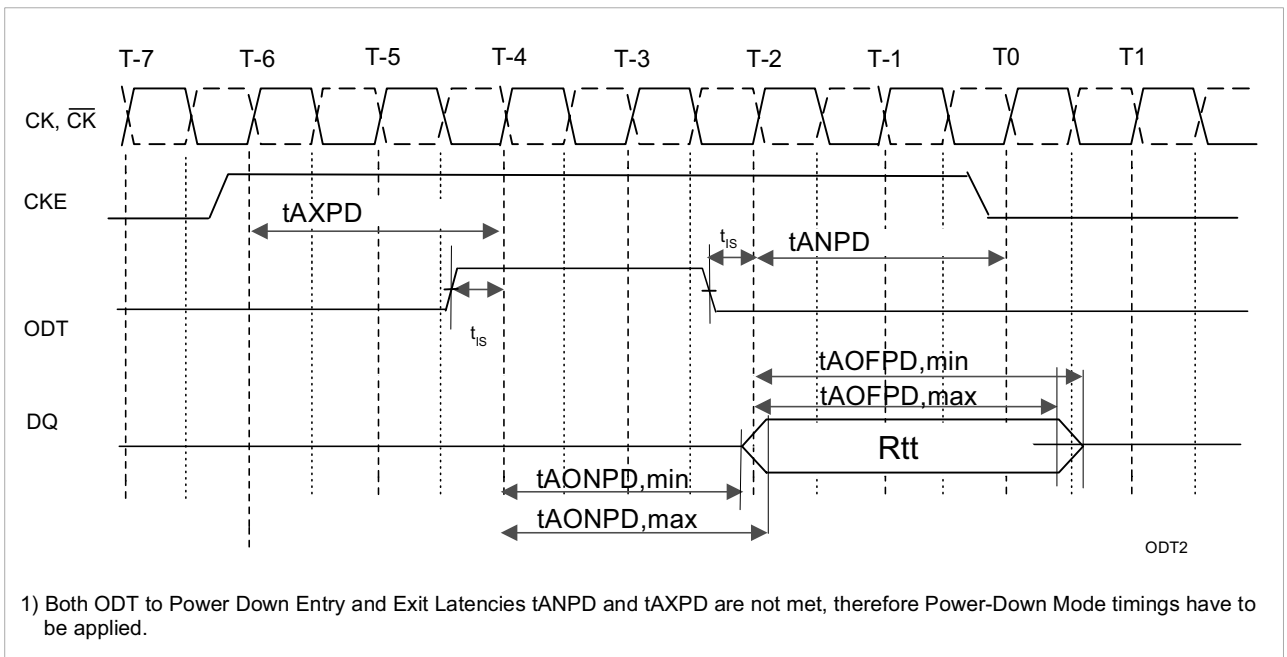 T-7 T-6 T-5 T-4 T-3 T-2 T-1 T0 T1
CK, C̅K̅
CKE
tAXPD
tIS
tANPD
ODT
tIS
tAOFPD,min
tAOFPD,max
DQ
Rtt
tAONPD,min
tAONPD,max
ODT2
1) Both ODT to Power Down Entry and Exit Latencies tANPD and tAXPD are not met, therefore Power-Down Mode timings have to
be applied.